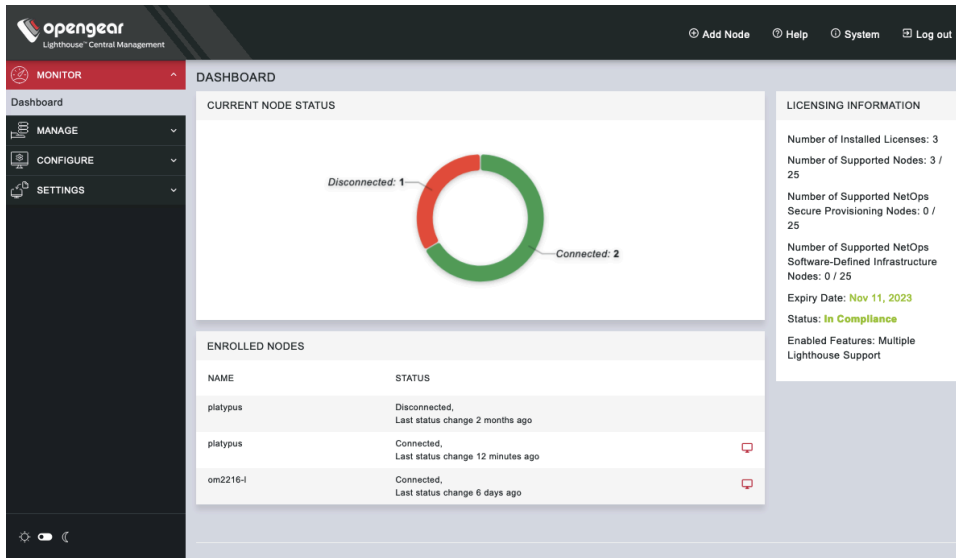 opengear
Lighthouse™ Central Management
Add Node
Help
System
Log out
MONITOR
Dashboard
MANAGE
CONFIGURE
SETTINGS
DASHBOARD
CURRENT NODE STATUS
Disconnected: 1
Connected: 2
ENROLLED NODES
NAME STATUS
platypus Disconnected,
Last status change 2 months ago
platypus Connected,
Last status change 12 minutes ago
om2216-l Connected,
Last status change 6 days ago
LICENSING INFORMATION
Number of Installed Licenses: 3
Number of Supported Nodes: 3 /
25
Number of Supported NetOps
Secure Provisioning Nodes: 0 /
25
Number of Supported NetOps
Software-Defined Infrastructure
Nodes: 0 / 25
Expiry Date: Nov 11, 2023
Status: In Compliance
Enabled Features: Multiple
Lighthouse Support